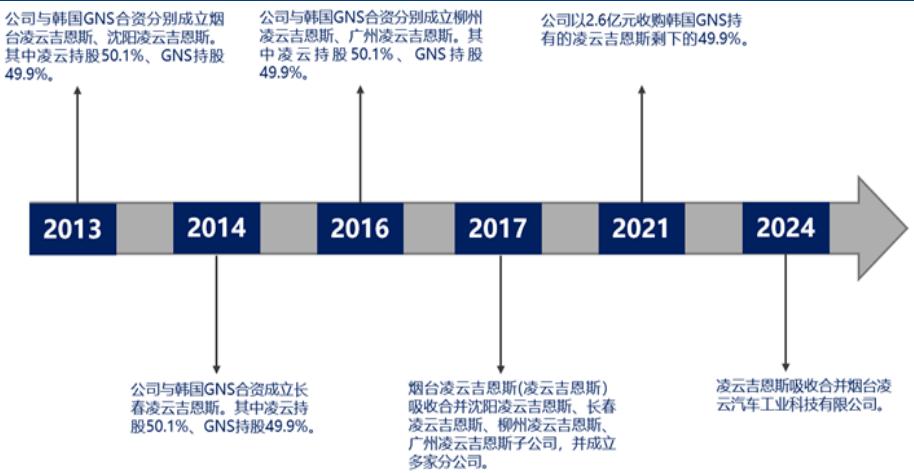 公司与韩国GNS合资分别成立烟
台凌云吉恩斯、沈阳凌云吉恩斯。
其中凌云持股50.1%、GNS持股
49.9%。
公司与韩国GNS合资分别成立柳州
凌云吉恩斯、广州凌云吉恩斯。其
中凌云持股50.1%、GNS持股
49.9%。
公司以2.6亿元收购韩国GNS持
有的凌云吉恩斯剩下的49.9%。
2013
2014
2016
2017
2021
2024
公司与韩国GNS合资成立长
春凌云吉恩斯。其中凌云持
股50.1%、GNS持股49.9%。
烟台凌云吉恩斯(凌云吉恩斯)
吸收合并沈阳凌云吉恩斯、长春
凌云吉恩斯、柳州凌云吉恩斯、
广州凌云吉恩斯子公司，并成立
多家分公司。
凌云吉恩斯吸收合并烟台凌
云汽车工业科技有限公司。